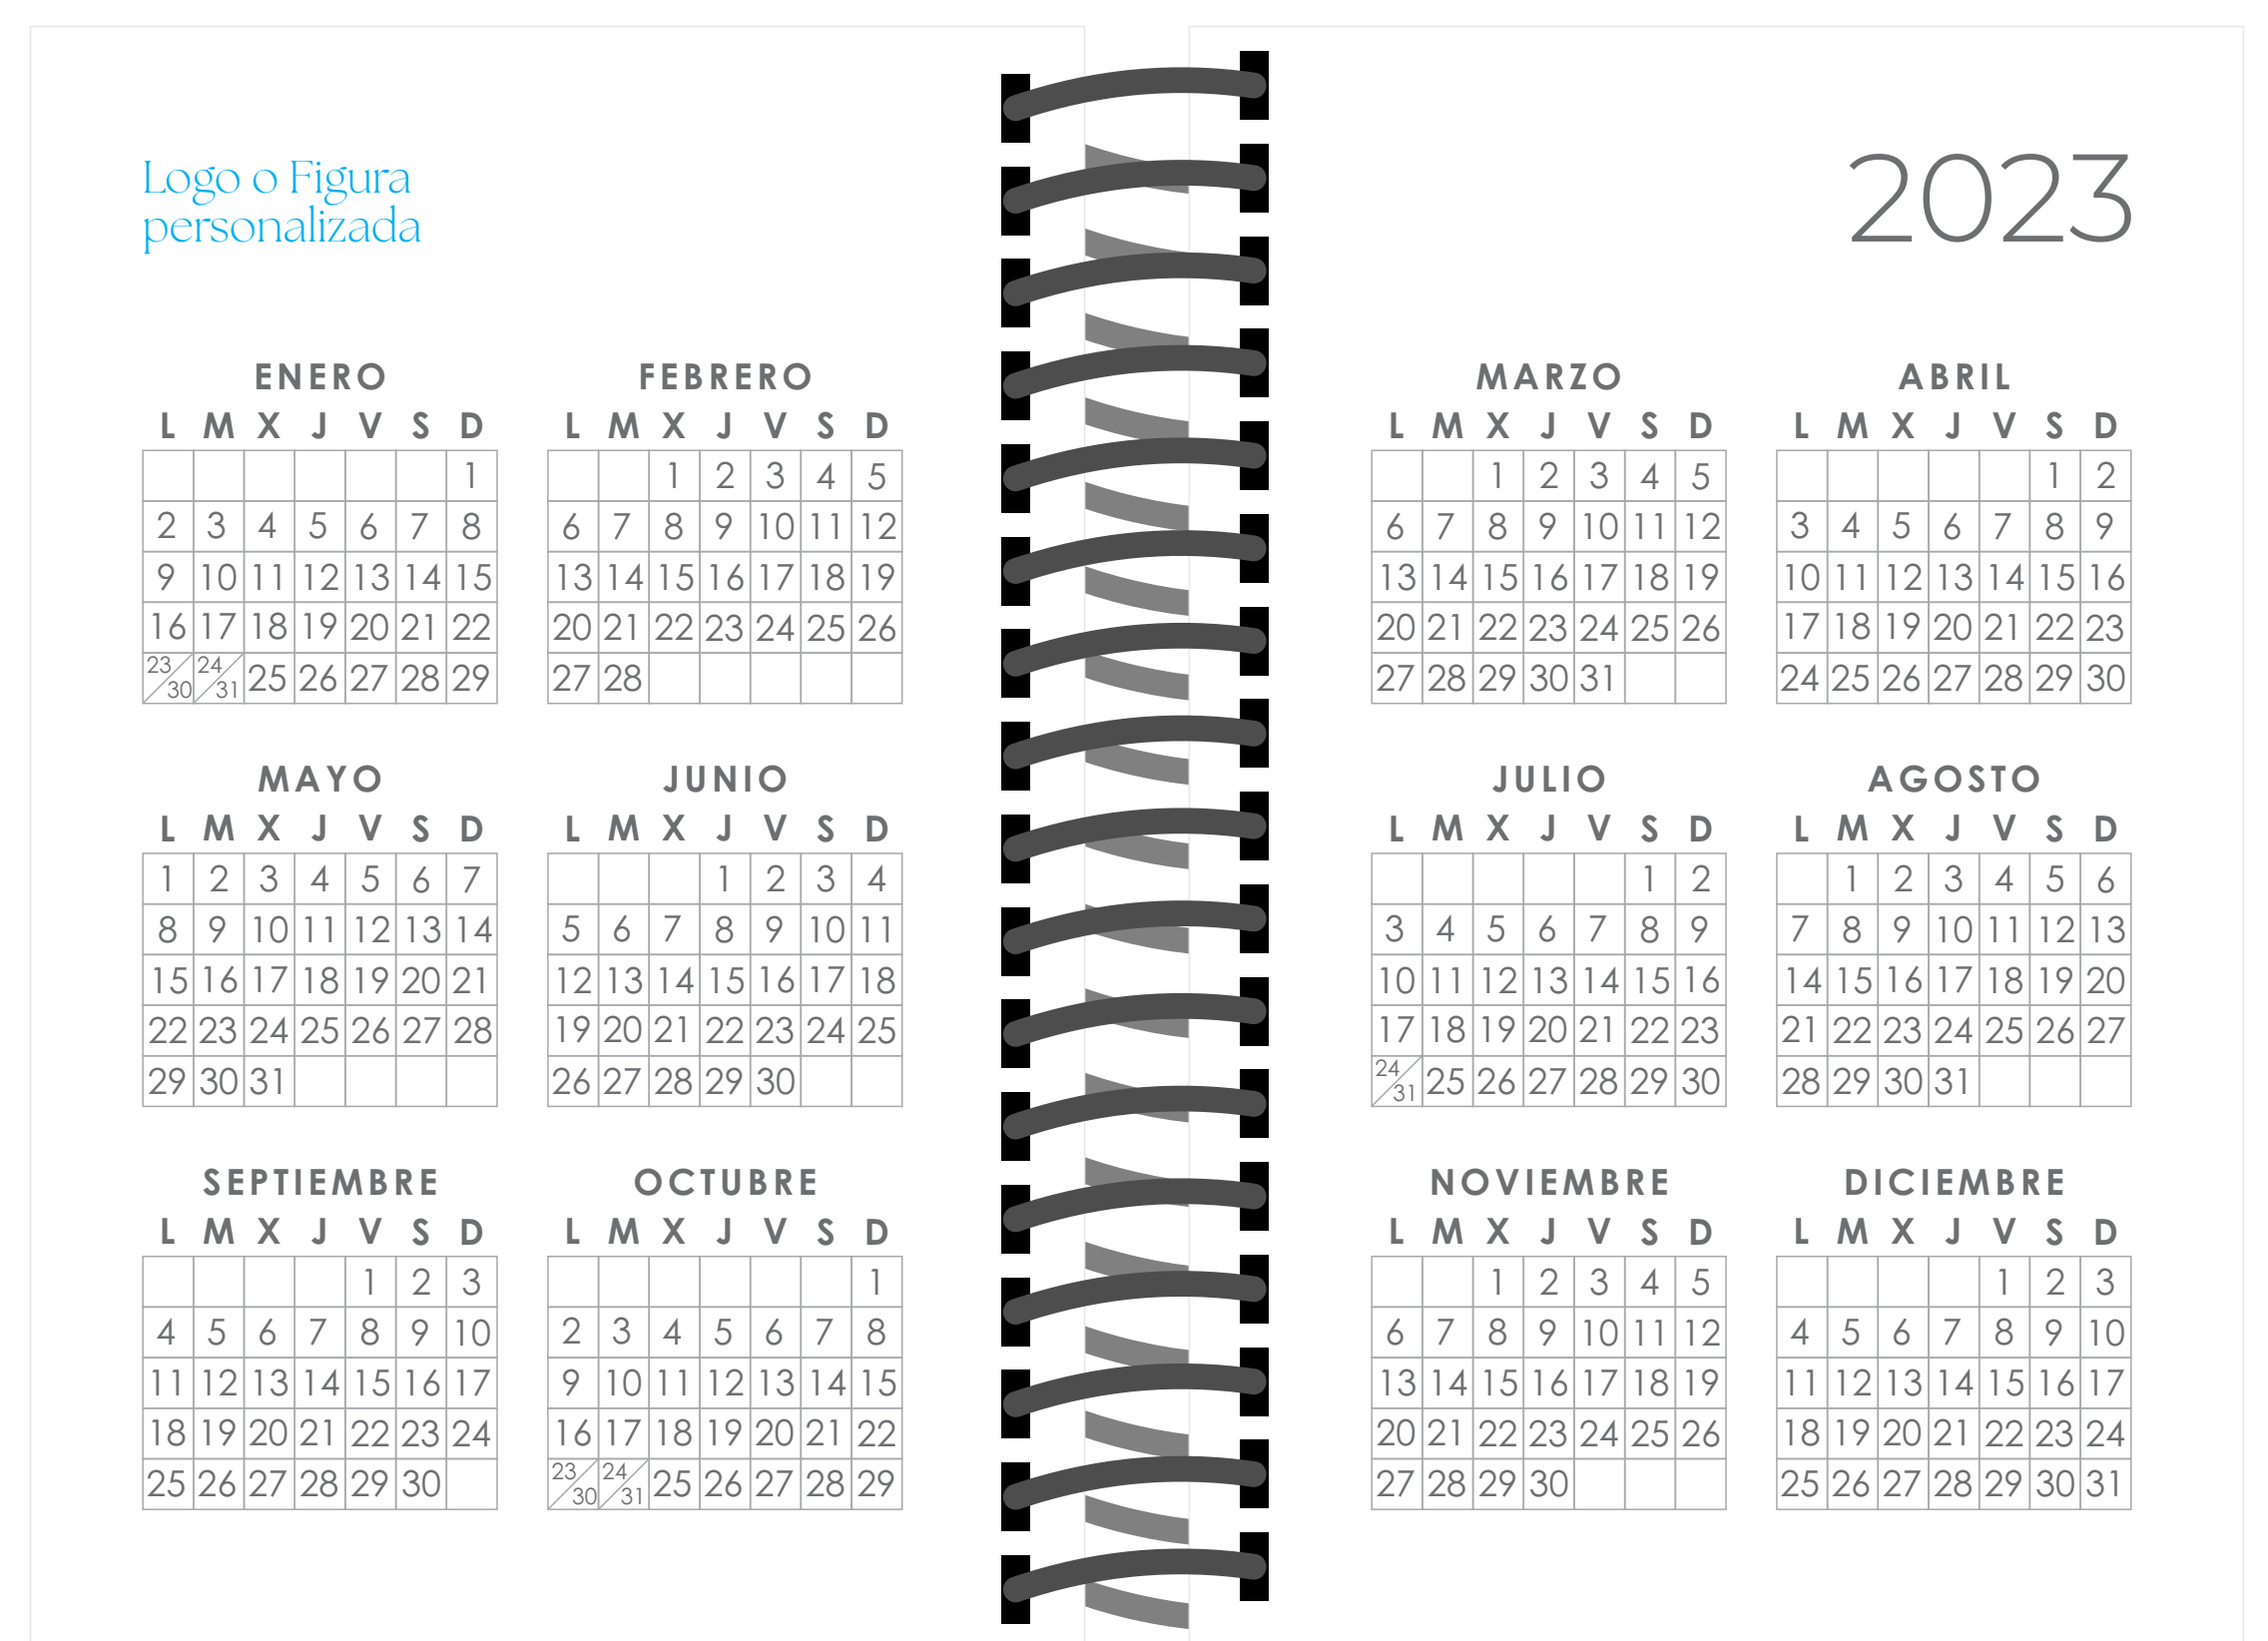 Logo o Figura
personalizada
2023
ENERO
L M X J V S D
1
2 3 4 5 6 7 8
9 10 11 12 13 14 15
16 17 18 19 20 21 22
23/30 24/31 25 26 27 28 29
FEBRERO
L M X J V S D
1 2 3 4 5
6 7 8 9 10 11 12
13 14 15 16 17 18 19
20 21 22 23 24 25 26
27 28
MARZO
L M X J V S D
1 2 3 4 5
6 7 8 9 10 11 12
13 14 15 16 17 18 19
20 21 22 23 24 25 26
27 28 29 30 31
ABRIL
L M X J V S D
1 2
3 4 5 6 7 8 9
10 11 12 13 14 15 16
17 18 19 20 21 22 23
24 25 26 27 28 29 30
MAYO
L M X J V S D
1 2 3 4 5 6 7
8 9 10 11 12 13 14
15 16 17 18 19 20 21
22 23 24 25 26 27 28
29 30 31
JUNIO
L M X J V S D
1 2 3 4
5 6 7 8 9 10 11
12 13 14 15 16 17 18
19 20 21 22 23 24 25
26 27 28 29 30
JULIO
L M X J V S D
1 2
3 4 5 6 7 8 9
10 11 12 13 14 15 16
17 18 19 20 21 22 23
24/31 25 26 27 28 29 30
AGOSTO
L M X J V S D
1 2 3 4 5 6
7 8 9 10 11 12 13
14 15 16 17 18 19 20
21 22 23 24 25 26 27
28 29 30 31
SEPTIEMBRE
L M X J V S D
1 2 3
4 5 6 7 8 9 10
11 12 13 14 15 16 17
18 19 20 21 22 23 24
25 26 27 28 29 30
OCTUBRE
L M X J V S D
1
2 3 4 5 6 7 8
9 10 11 12 13 14 15
16 17 18 19 20 21 22
23/30 24/31 25 26 27 28 29
NOVIEMBRE
L M X J V S D
1 2 3 4 5
6 7 8 9 10 11 12
13 14 15 16 17 18 19
20 21 22 23 24 25 26
27 28 29 30
DICIEMBRE
L M X J V S D
1 2 3
4 5 6 7 8 9 10
11 12 13 14 15 16 17
18 19 20 21 22 23 24
25 26 27 28 29 30 31